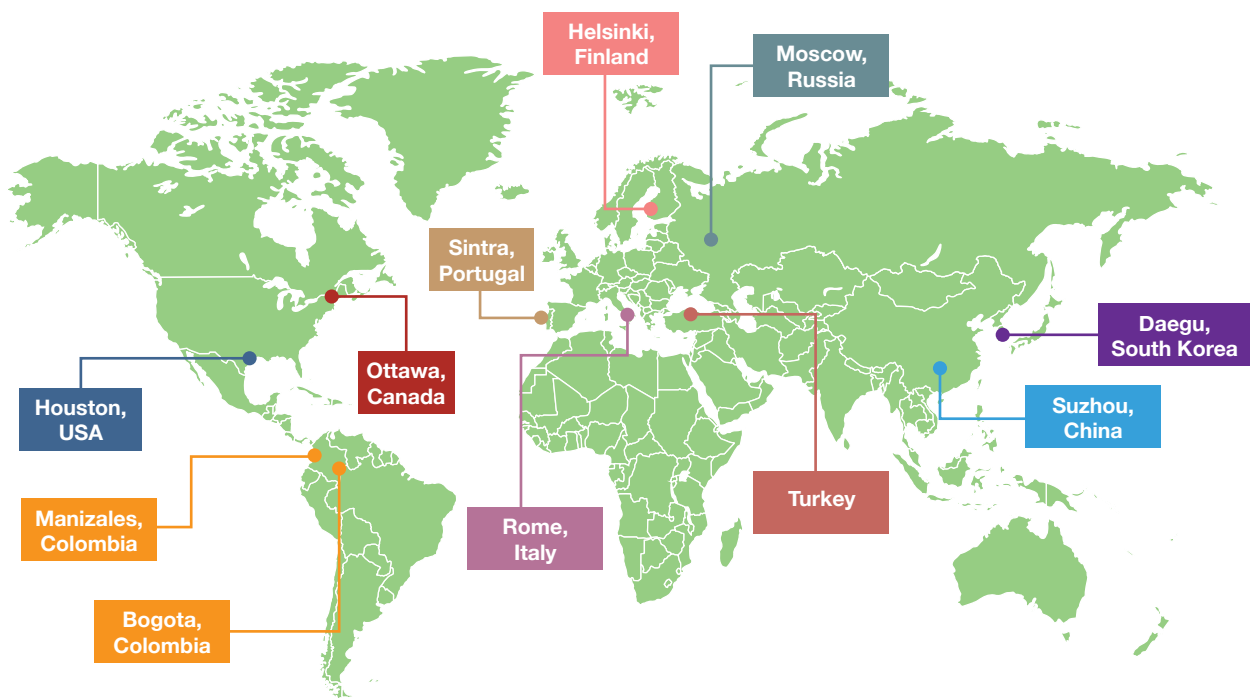 Helsinki,
Finland
Moscow,
Russia
Sintra,
Portugal
Daegu,
South Korea
Ottawa,
Canada
Houston,
USA
Suzhou,
China
Turkey
Manizales,
Colombia
Rome,
Italy
Bogota,
Colombia